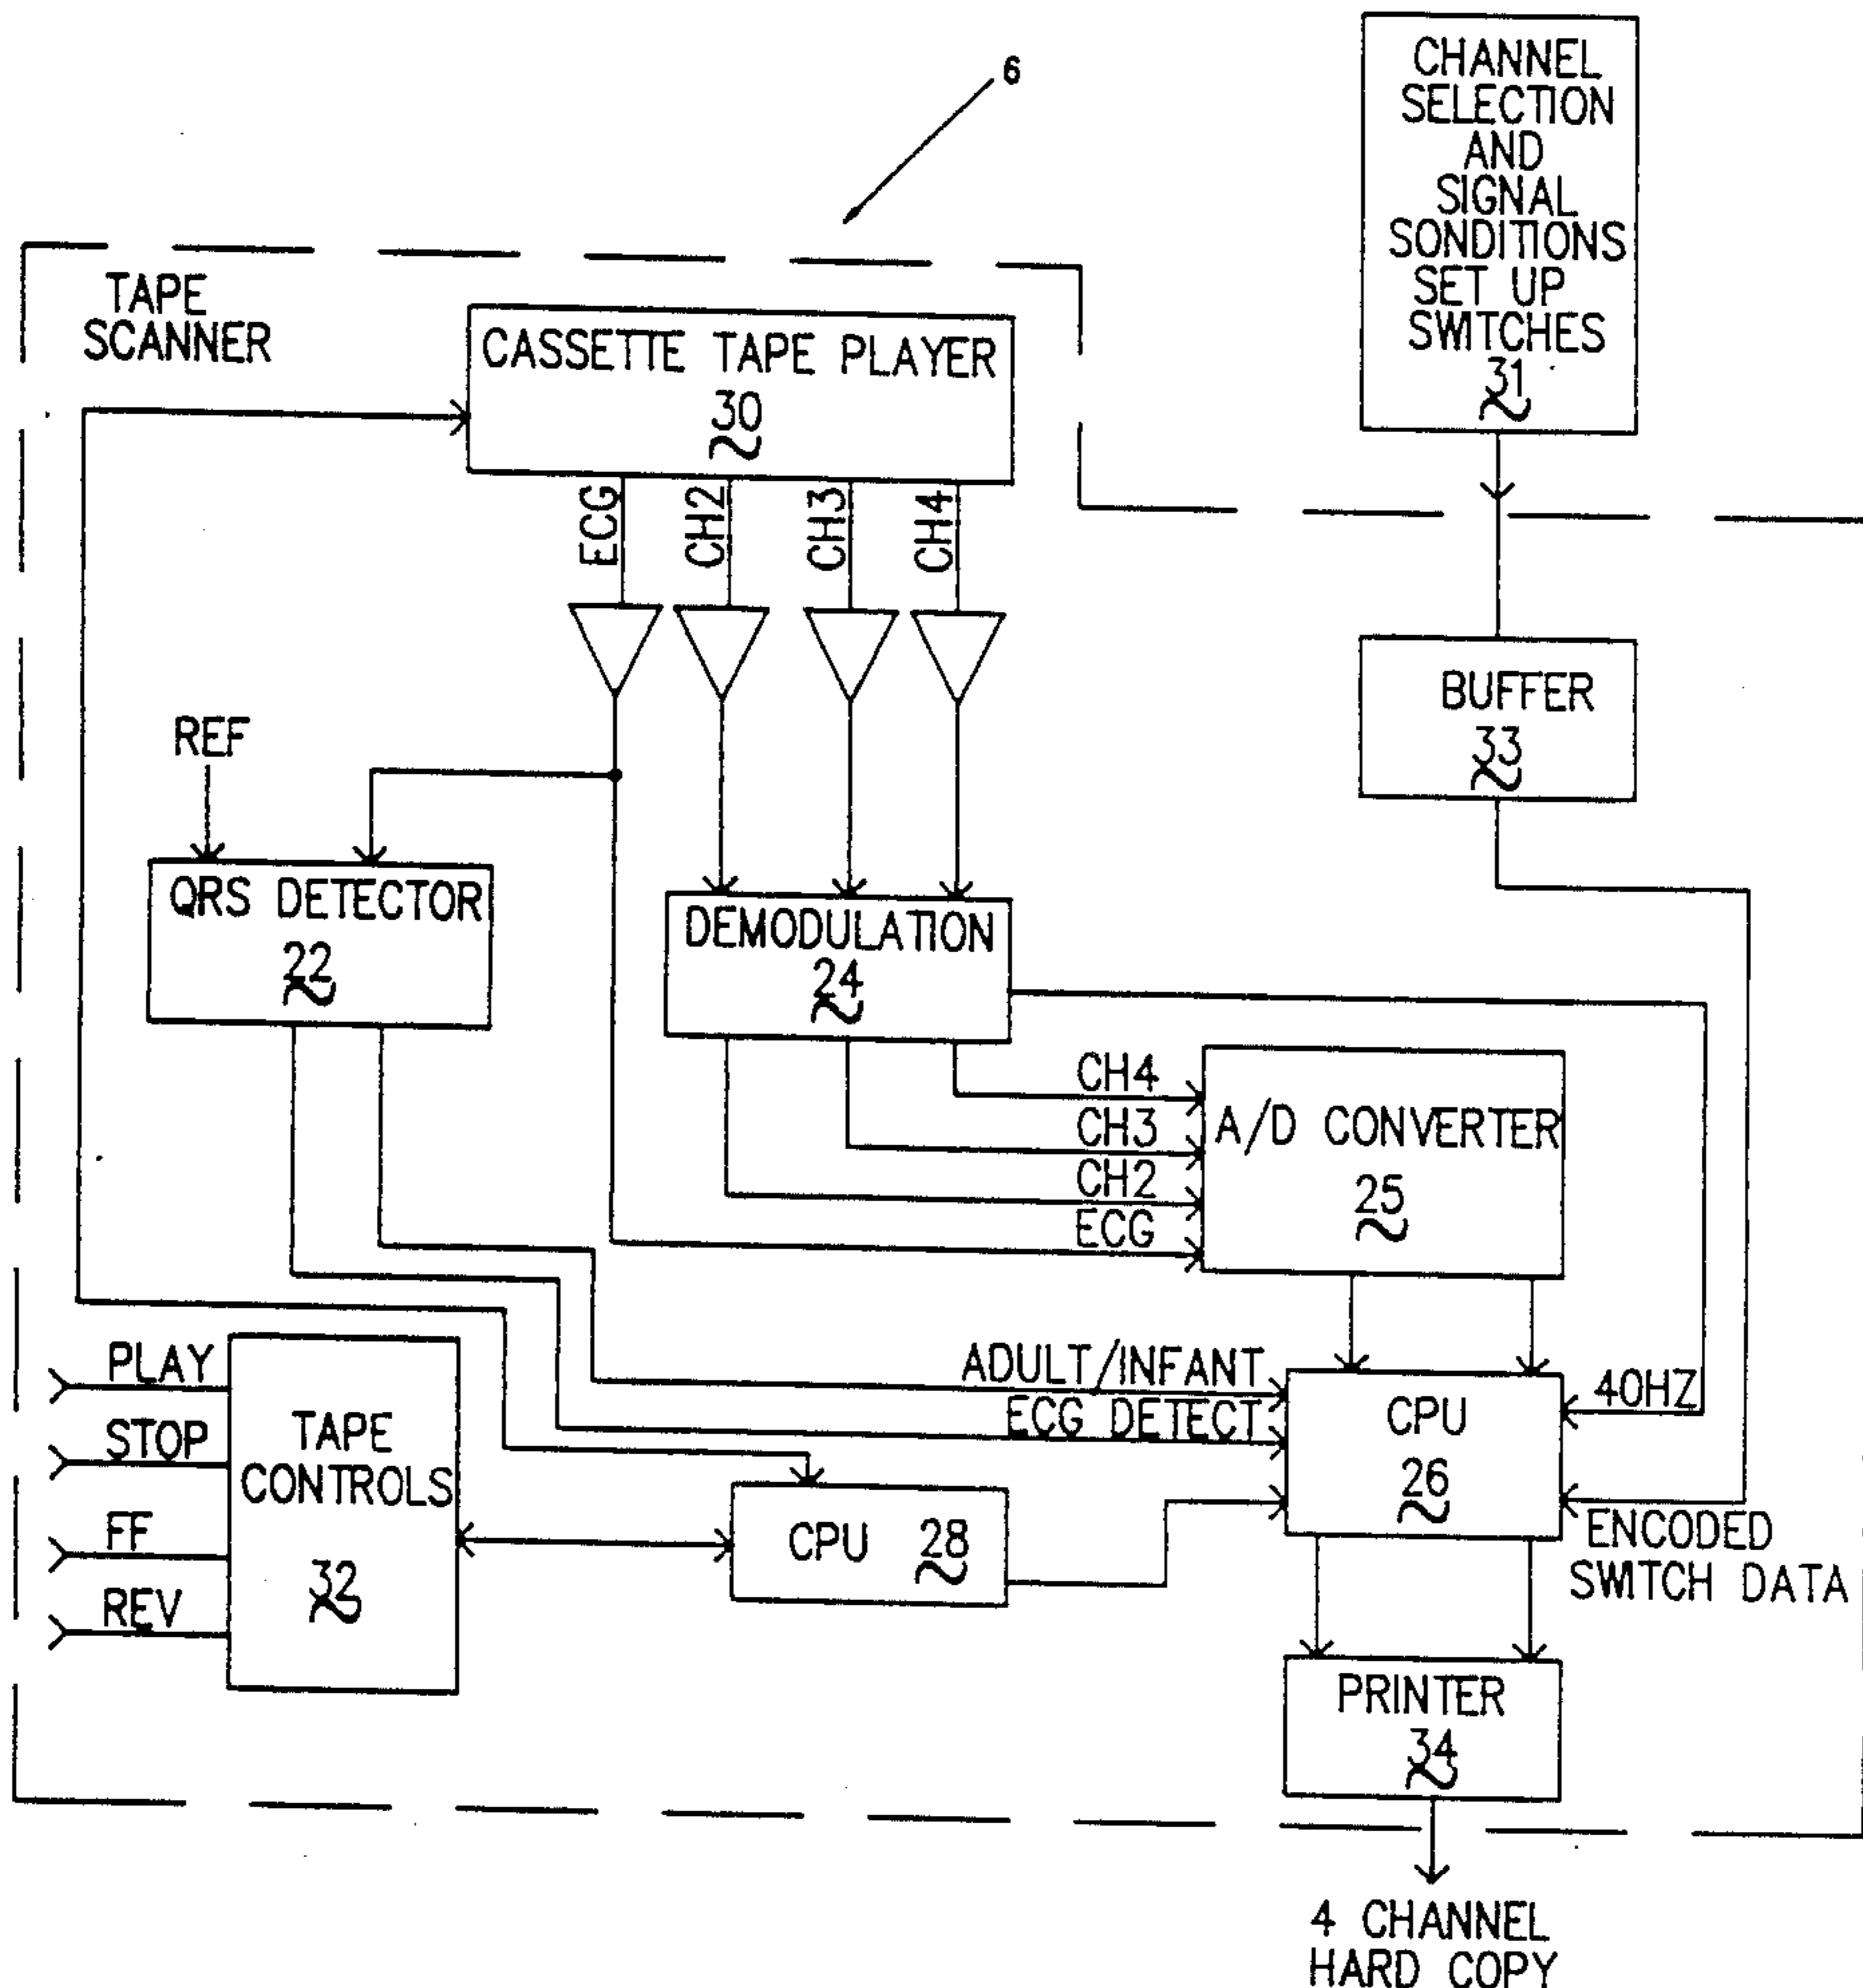 6
CHANNEL
SELECTION
AND
SIGNAL
SONDITIONS
SET UP
SWITCHES
31
TAPE
SCANNER
CASSETTE TAPE PLAYER
30
ECG
CH2
CH3
CH4
BUFFER
33
REF
QRS DETECTOR
22
DEMODULATION
24
CH4
CH3
CH2
ECG
A/D CONVERTER
25
PLAY
STOP
FF
REV
TAPE
CONTROLS
32
ADULT/INFANT
ECG DETECT
CPU
26
40HZ
ENCODED
SWITCH DATA
CPU 28
PRINTER
34
4 CHANNEL
HARD COPY